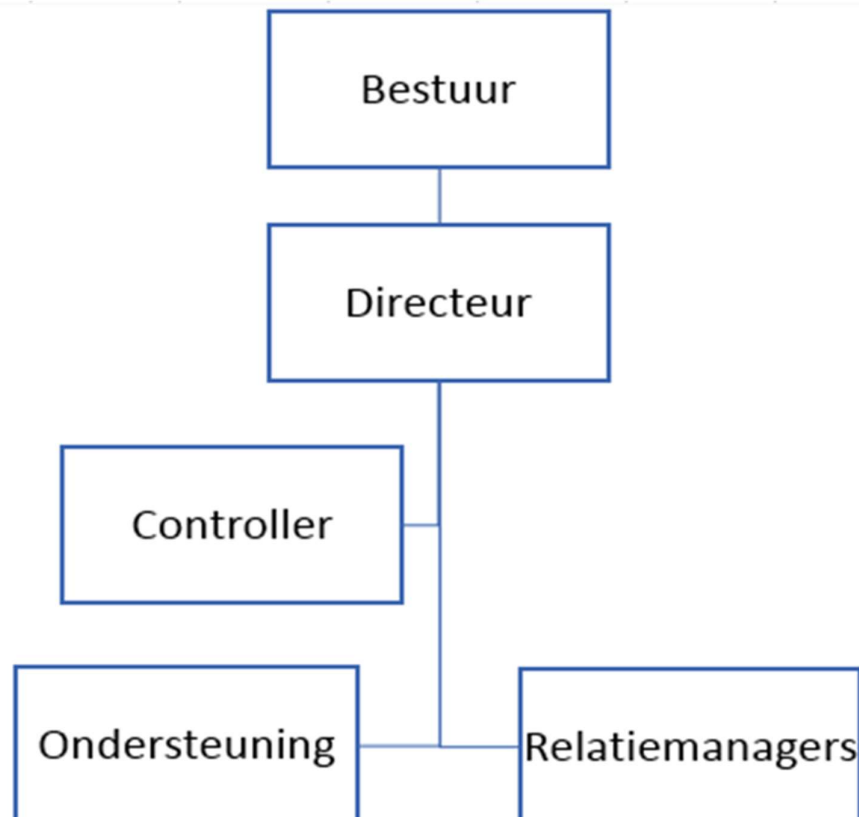 Bestuur
Directeur
Controller
Ondersteuning
Relatiemanagers